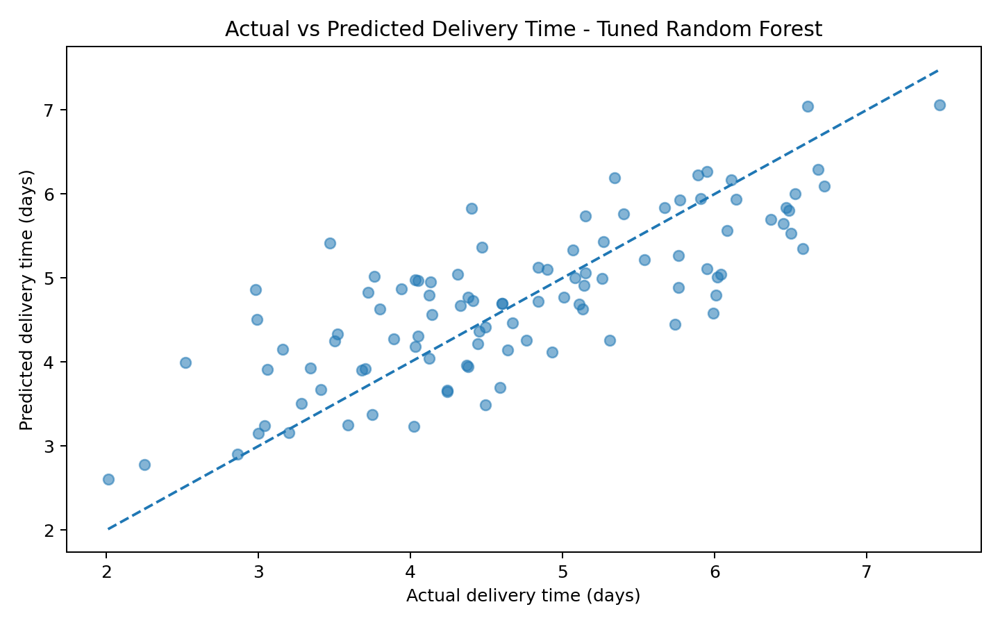 Actual vs Predicted Delivery Time - Tuned Random Forest
Predicted delivery time (days)
7
6
5
4
3
2
2 3 4 5 6 7
Actual delivery time (days)